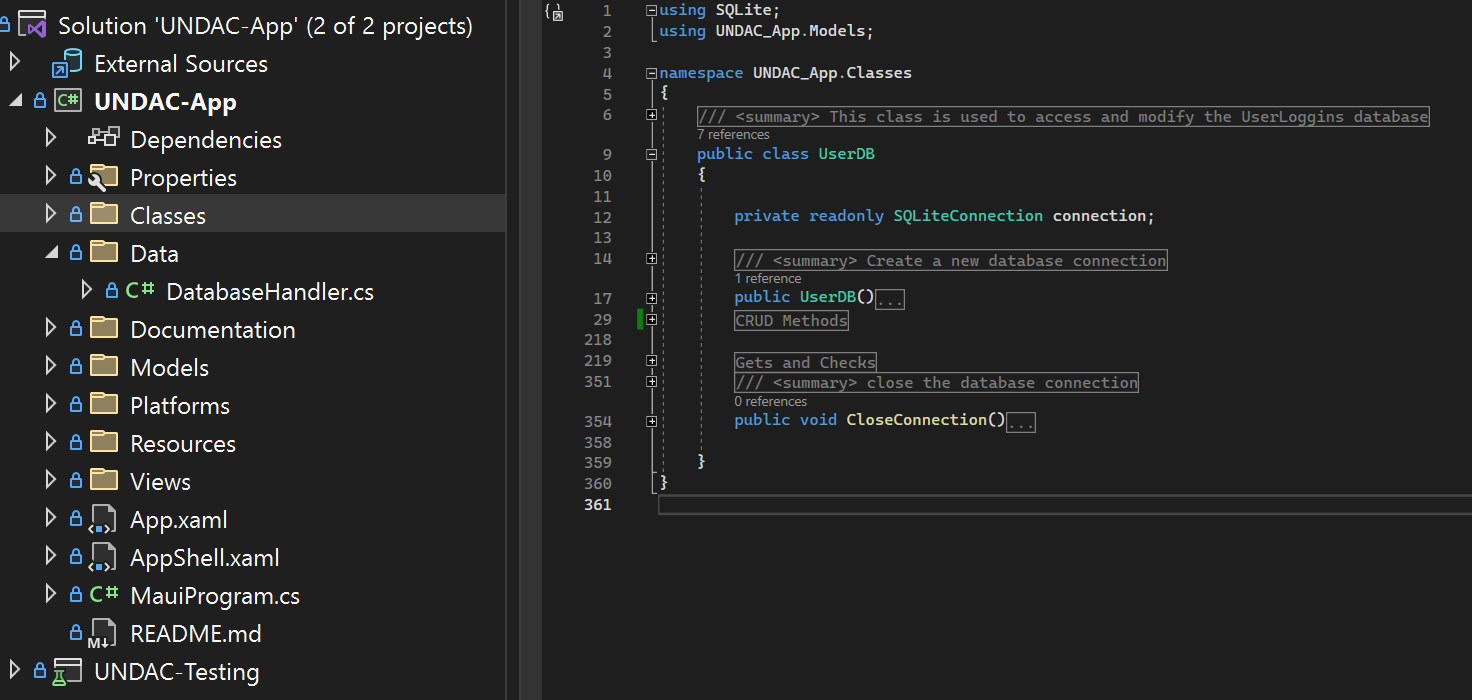 Solution 'UNDAC-App' (2 of 2 projects)
External Sources
C# UNDAC-App
Dependencies
Properties
Classes
Data
C# DatabaseHandler.cs
Documentation
Models
Platforms
Resources
Views
App.xaml
AppShell.xaml
C# MauiProgram.cs
M↓ README.md
UNDAC-Testing
1 using SQLite;
2 using UNDAC_App.Models;
3
4 namespace UNDAC_App.Classes
5 {
6 /// <summary> This class is used to access and modify the UserLoggins database
7 references
9 public class UserDB
10 {
11
12 private readonly SQLiteConnection connection;
13
14 /// <summary> Create a new database connection
1 reference
17 public UserDB()...
29 CRUD Methods
218
219 Gets and Checks
351 /// <summary> close the database connection
0 references
354 public void CloseConnection()...
358
359 }
360 }
361